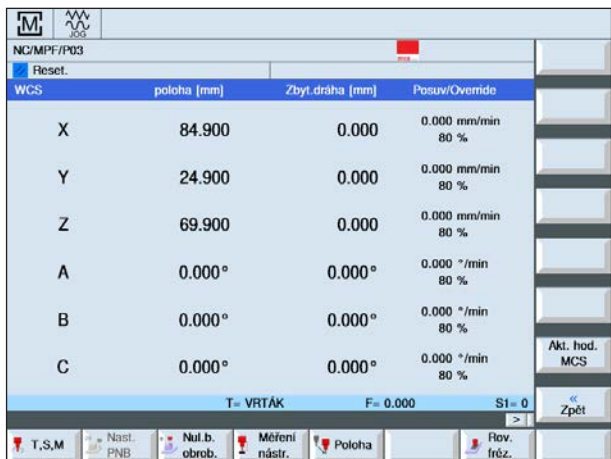 M JOG
NC/MPF/P03
Reset.
WCS poloha [mm] Zbyt.dráha [mm] Posuv/Override
X 84.900 0.000 0.000 mm/min
80 %
Y 24.900 0.000 0.000 mm/min
80 %
Z 69.900 0.000 0.000 mm/min
80 %
A 0.000° 0.000° 0.000 °/min
80 %
B 0.000° 0.000° 0.000 °/min
80 %
C 0.000° 0.000° 0.000 °/min
80 %
Akt. hod.
MCS
T= VRTÁK F= 0.000 S1= 0
«
Zpět
>
T,S,M
Nast.
PNB
Nul.b.
obrob.
Měření
nástr.
Poloha
Rov.
fréz.